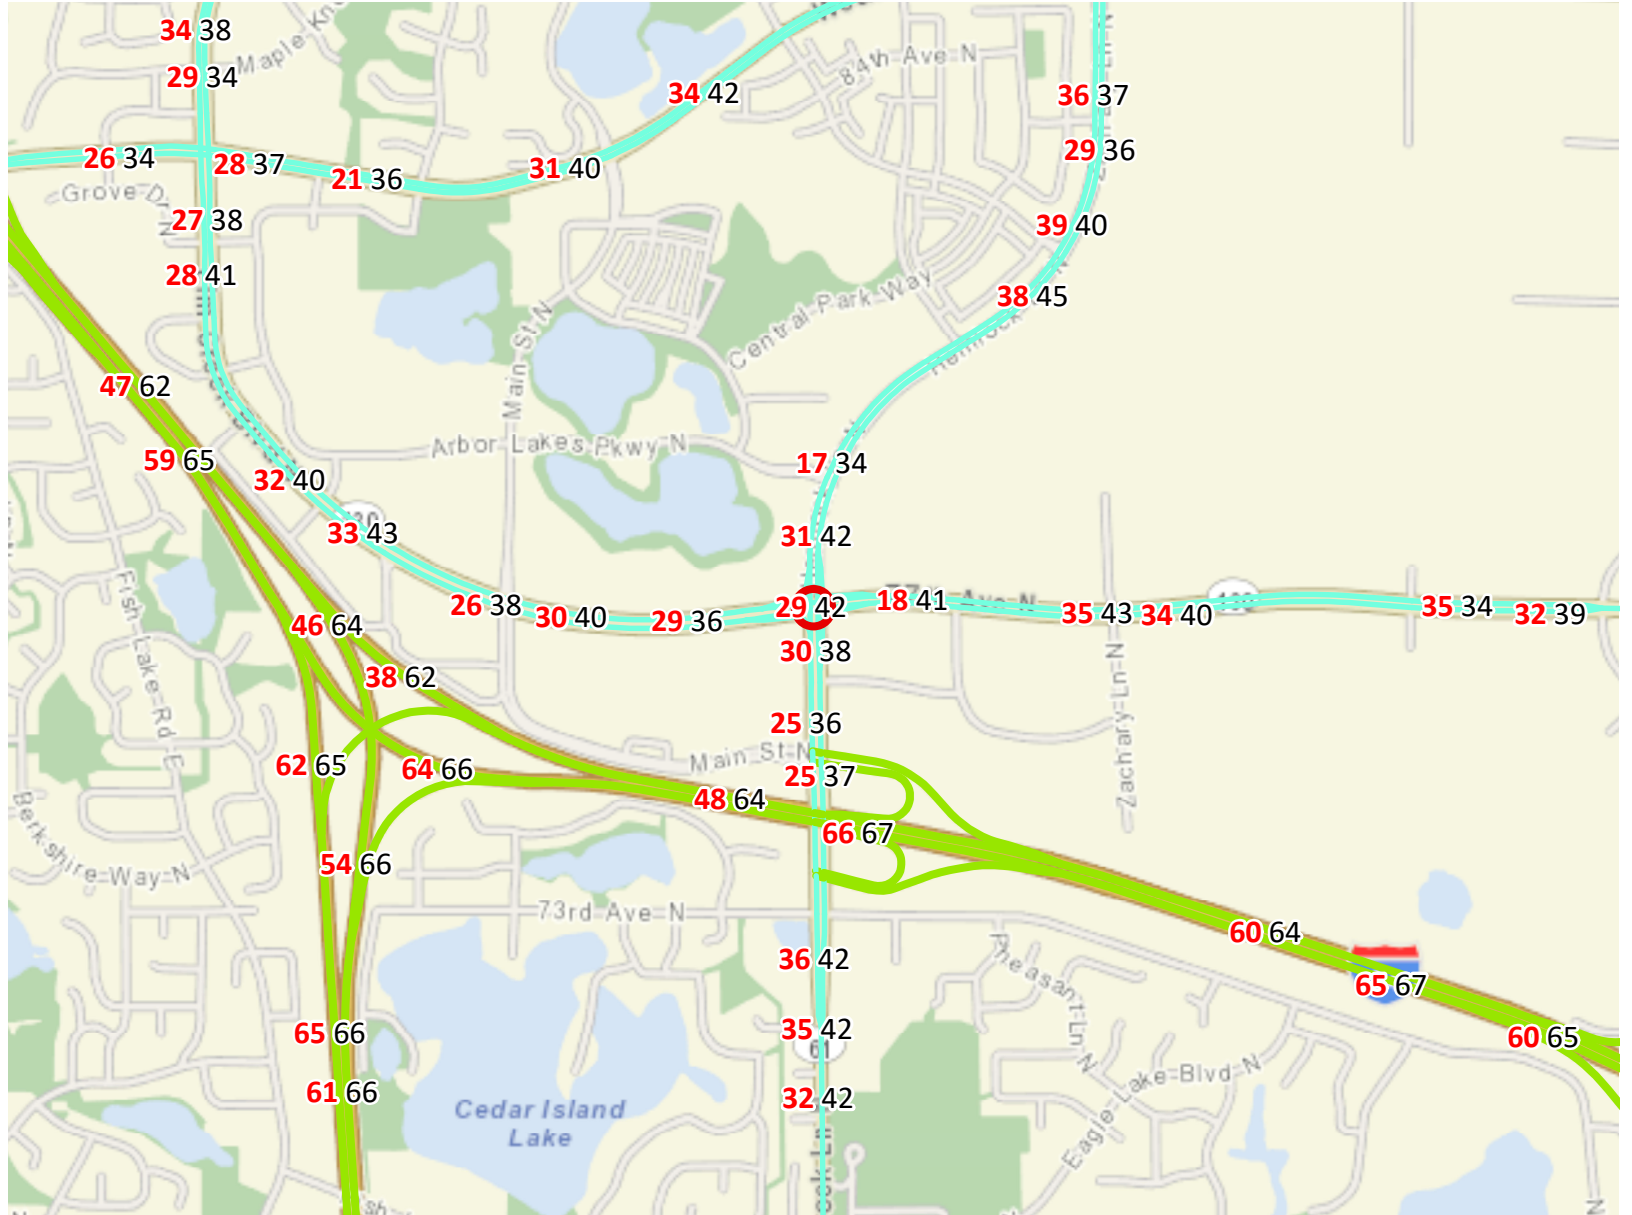 34 38
Maple Kno
29 34
34 42
84th Ave N
36 37
29 36
26 34
28 37
21 36
31 40
Grove Dr N
27 38
39 40
28 41
38 45
Central Park Way
Main St N
47 62
Arbor Lakes Pkwy N
59 65
17 34
32 40
33 43
31 42
26 38
30 40
29 36
29 42
18 41
Ave N
35 43
34 40
35 34
32 39
46 64
30 38
38 62
Fish Lake Rd E
25 36
Main St N
Zachary Ln N
62 65
64 66
25 37
48 64
66 67
Berkshire Way N
54 66
73rd Ave N
60 64
36 42
Pheasant Ln N
65 67
65 66
35 42
61
60 65
61 66
32 42
Cedar Island
Lake
Eagle Lake Blvd N